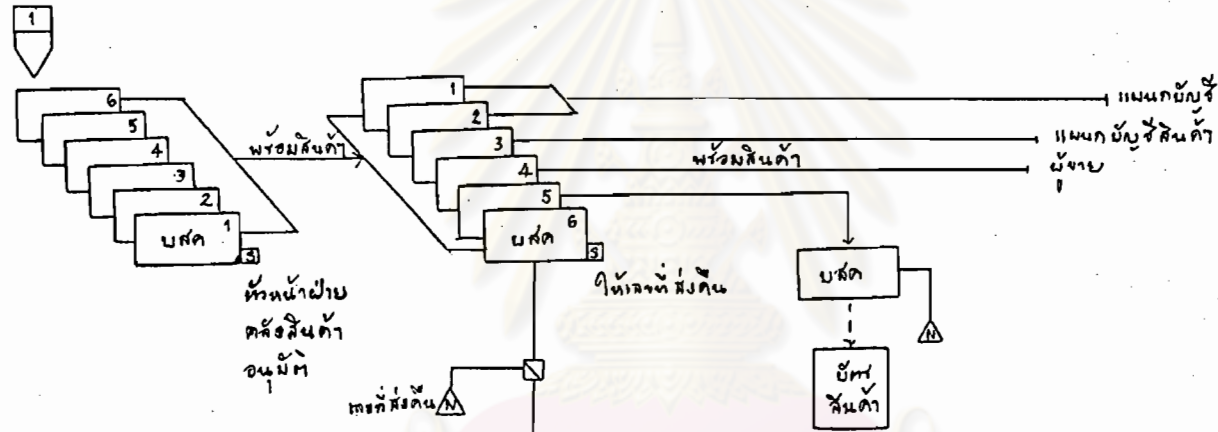 1
6
5
4
3
2
1
บสค
S
หัวหน้าฝ่าย
คลังสินค้า
อนุมัติ
พร้อมสินค้า
1
2
3
4
5
6
บสค
S
ให้เลขที่ส่งคืน
เลขที่ส่งคืน
N
แผนกบัญชี
แผนกบัญชีสินค้า
พร้อมสินค้า
ผู้ขาย
บสค
N
บัตร
สินค้า